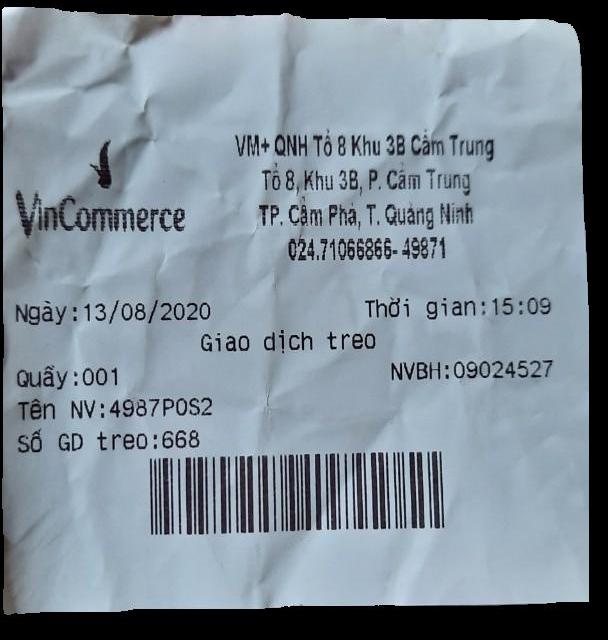 VinCommerce
VM+ QNH Tổ 8 Khu 3B Cẩm Trung
Tổ 8, Khu 3B, P. Cẩm Trung
TP. Cẩm Phả, T. Quảng Ninh
024.71066866-49871
Ngày:13/08/2020 Thời gian:15:09
Giao dịch treo
Quầy:001 NVBH:09024527
Tên NV:4987POS2
Số GD treo:668